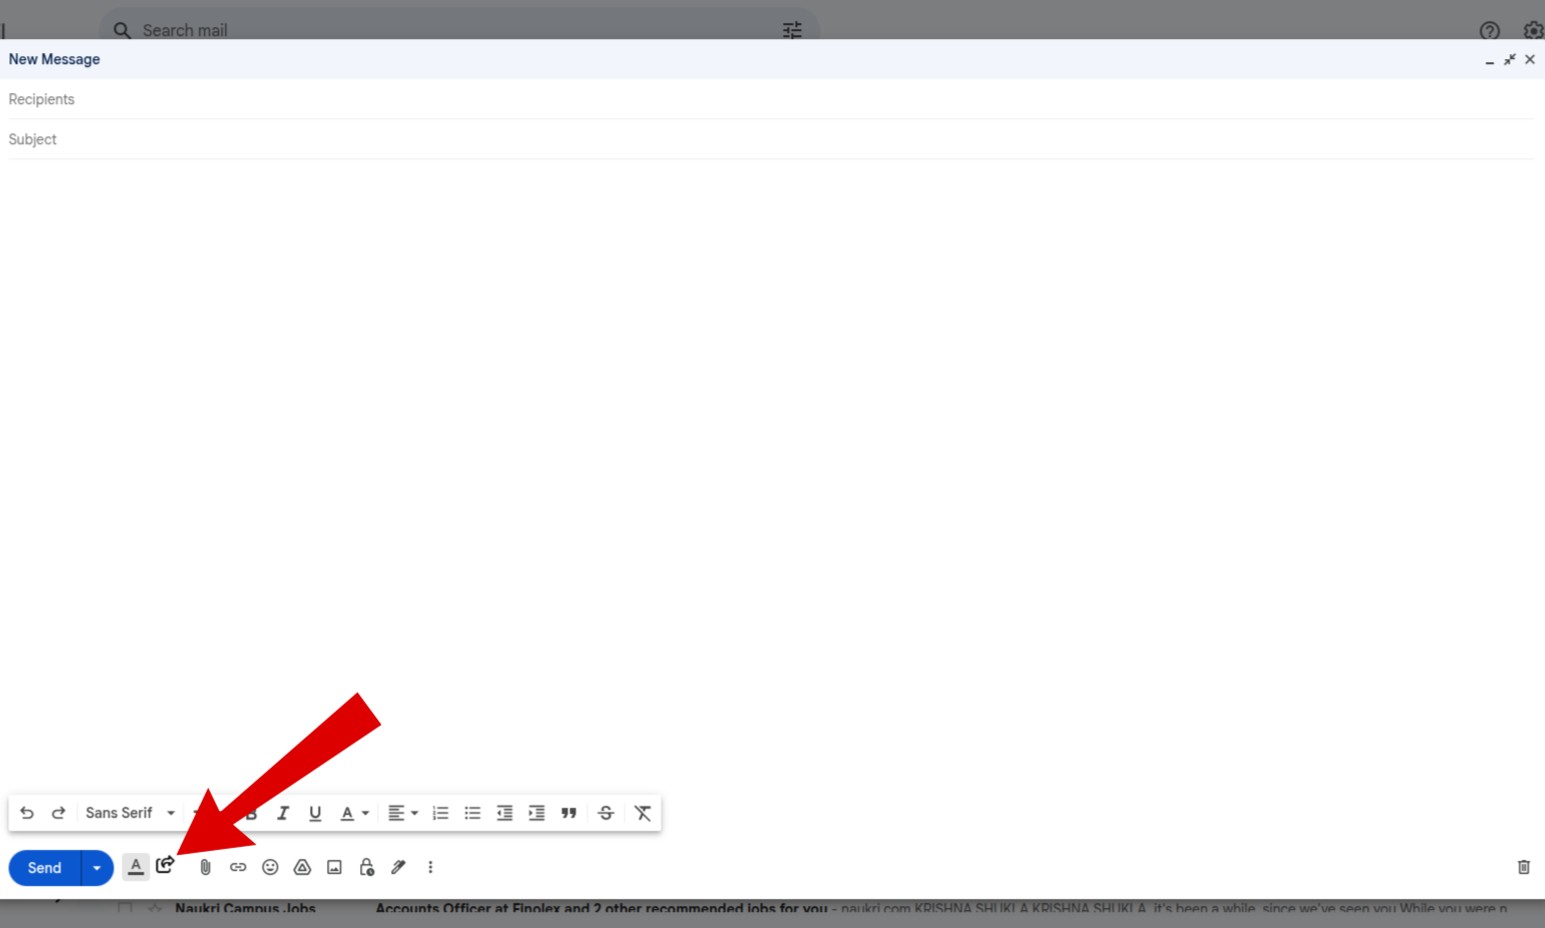 Search mail
New Message
Recipients
Subject
Sans Serif
Send
Naukri Campus Jobs Accounts Officer at Finolex and 2 other recommended jobs for you - naukri.com KRISHNA SHUKLA KRISHNA SHUKLA, it's been a while, since we've seen you While you were n